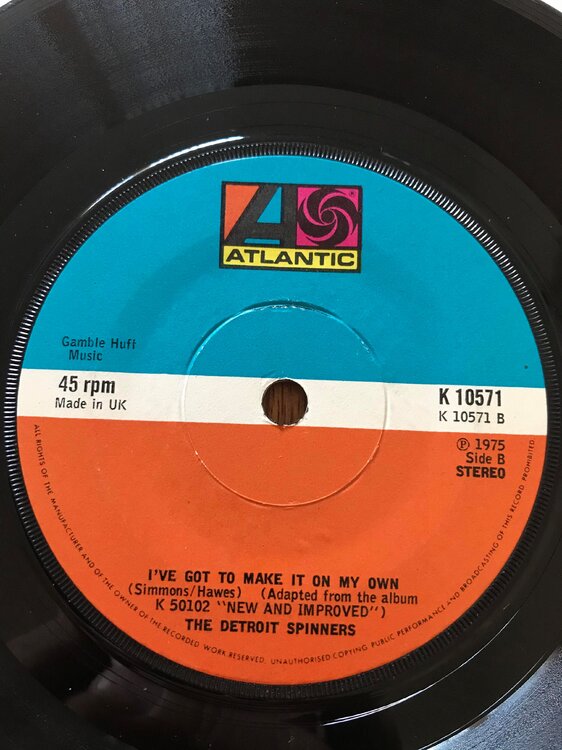 ATLANTIC
Gamble Huff
Music
45 rpm
Made in UK
K 10571
K 10571 B
℗ 1975
Side B
STEREO
I'VE GOT TO MAKE IT ON MY OWN
(Simmons/Hawes) (Adapted from the album
K 50102 "NEW AND IMPROVED")
THE DETROIT SPINNERS
ALL RIGHTS OF THE MANUFACTURER AND OF THE OWNER OF THE RECORDED WORK RESERVED. UNAUTHORISED COPYING PUBLIC PERFORMANCE AND BROADCASTING OF THIS RECORD PROHIBITED